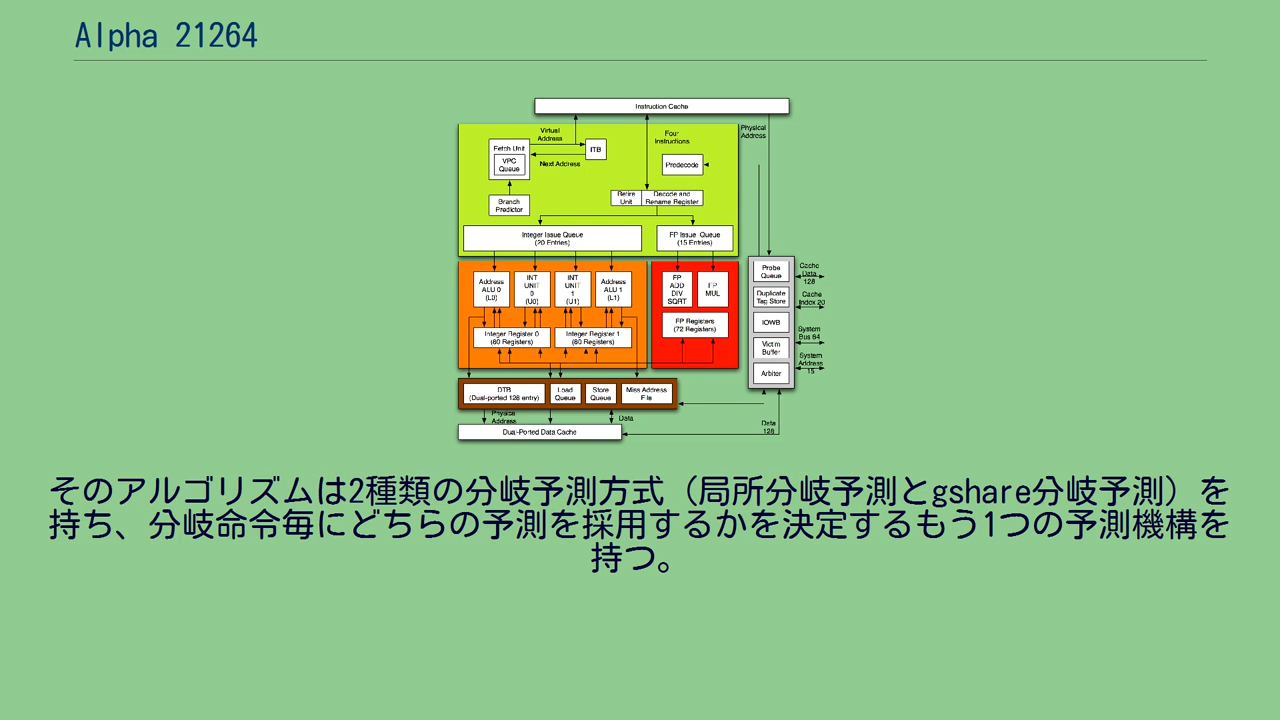 Alpha 21264
Instruction Cache
Virtual
Address
Four
Instructions
Physical
Address
Fetch Unit
VPC
Queue
ITB
Next Address
Predecode
Branch
Predictor
Retire
Unit
Decode and
Rename Register
Integer Issue Queue
(20 Entries)
FP Issue Queue
(15 Entries)
Address
ALU 0
(L0)
INT
UNIT
0
(U0)
INT
UNIT
1
(U1)
Address
ALU 1
(L1)
FP
ADD
DIV
SQRT
FP
MUL
Integer Register 0
(80 Registers)
Integer Register 1
(80 Registers)
FP Registers
(72 Registers)
Probe
Queue
Duplicate
Tag Store
IOWB
Victim
Buffer
Arbiter
Cache
Data
128
Cache
Index 20
System
Bus 64
System
Address
15
DTB
(Dual-ported 128 entry)
Load
Queue
Store
Queue
Miss Address
File
Physical
Address
Data
Data
128
Dual-Ported Data Cache
そのアルゴリズムは2種類の分岐予測方式（局所分岐予測とgshare分岐予測）を
持ち、分岐命令毎にどちらの予測を採用するかを決定するもう1つの予測機構を
持つ。